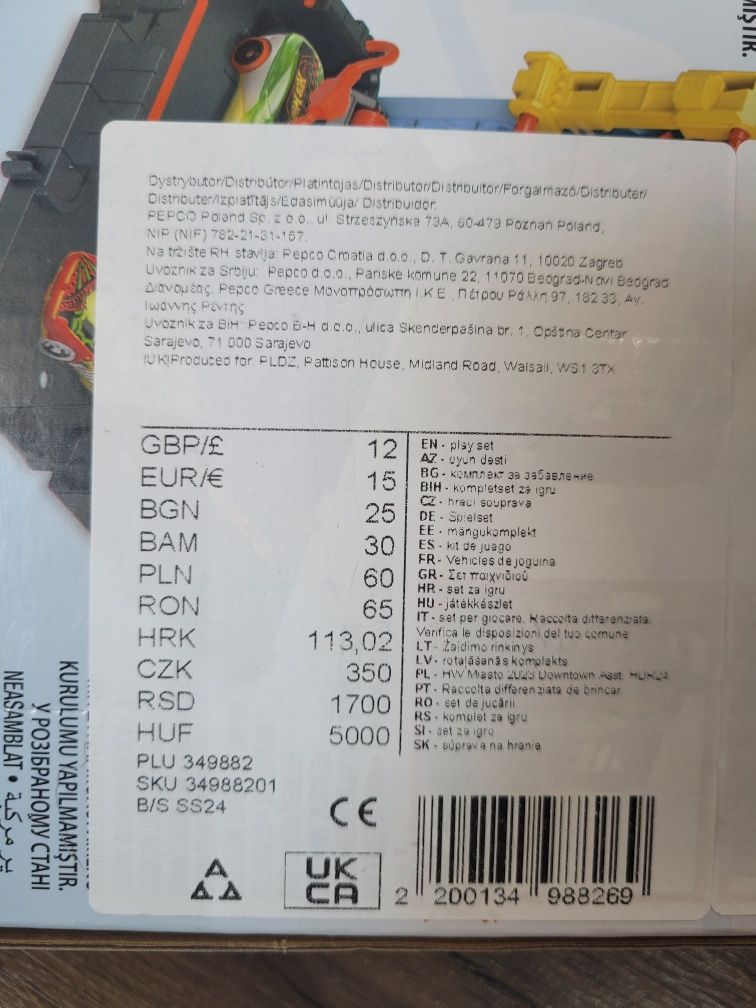 MIŞTIR.
Dystrybutor/Distribútor/Platintojas/Distributor/Distribuitor/Forgalmazó/Distributer/
Distributer/Izplatītājs/Edasimüüja/ Distribuidor:
PEPCO Poland Sp. z o.o., ul. Strzeszyńska 73A, 60-479 Poznań Poland,
NIP (NIF) 782-21-31-157.
Na tržište RH stavlja: Pepco Croatia d.o.o., D. T. Gavrana 11, 10020 Zagreb
Uvoznik za Srbiju: Pepco d.o.o., Pariske komune 22, 11070 Beograd-Novi Beograd
Διανομέας: Pepco Greece Μονοπρόσωπη Ι.Κ.Ε., Πέτρου Ράλλη 97, 182 33, Αγ.
Ιωάννης Ρέντης
Uvoznik za BiH: Pepco B-H d.o.o., ulica Skenderpašina br. 1, Opština Centar
Sarajevo, 71 000 Sarajevo
|UK|Produced for: PLDZ, Pattison House, Midland Road, Walsall, WS1 3TX
GBP/£ 12
EUR/€ 15
BGN 25
BAM 30
PLN 60
RON 65
HRK 113,02
CZK 350
RSD 1700
HUF 5000
PLU 349882
SKU 34988201
B/S SS24
EN - play set
AZ - oyun dəsti
BG - комплект за забавление
BIH - kompletset za igru
CZ - hrací souprava
DE - Spielset
EE - mängukomplekt
ES - kit de juego
FR - Vehicles de joguina
GR - Σετ παιχνιδιού
HR - set za igru
HU - játékkészlet
IT - set per giocare. Raccolta differenziata.
Verifica le disposizioni del tuo comune
LT - Žaidimo rinkinys
LV - rotaļāšanās komplekts
PL - HW Miasto 2023 Downtown Asst. HDR24
PT - Raccolta differenziata de brincar
RO - set de jucării
RS - komplet za igru
SI - set za igro
SK - súprava na hranie
CE
UK
CA
2 200134 988269
KURULUMU YAPILMAMIŞTIR.
У РОЗІБРАНОМУ СТАНІ
NEASAMBLAT •